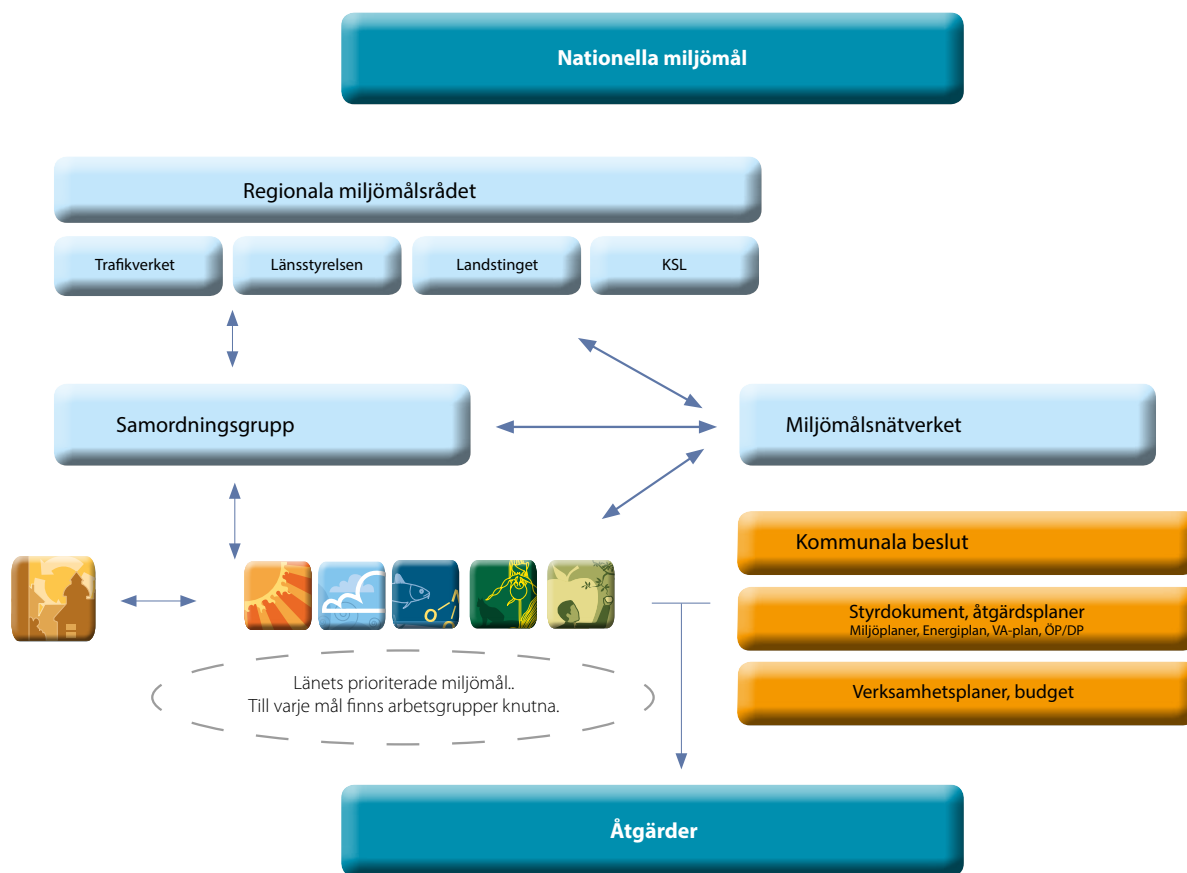 Nationella miljömål
Regionala miljömålsrådet
Trafikverket
Länsstyrelsen
Landstinget
KSL
Samordningsgrupp
Miljömålsnätverket
Kommunala beslut
Styrdokument, åtgärdsplaner
Miljöplaner, Energiplan, VA-plan, ÖP/DP
Verksamhetsplaner, budget
Länets prioriterade miljömål..
Till varje mål finns arbetsgrupper knutna.
Åtgärder